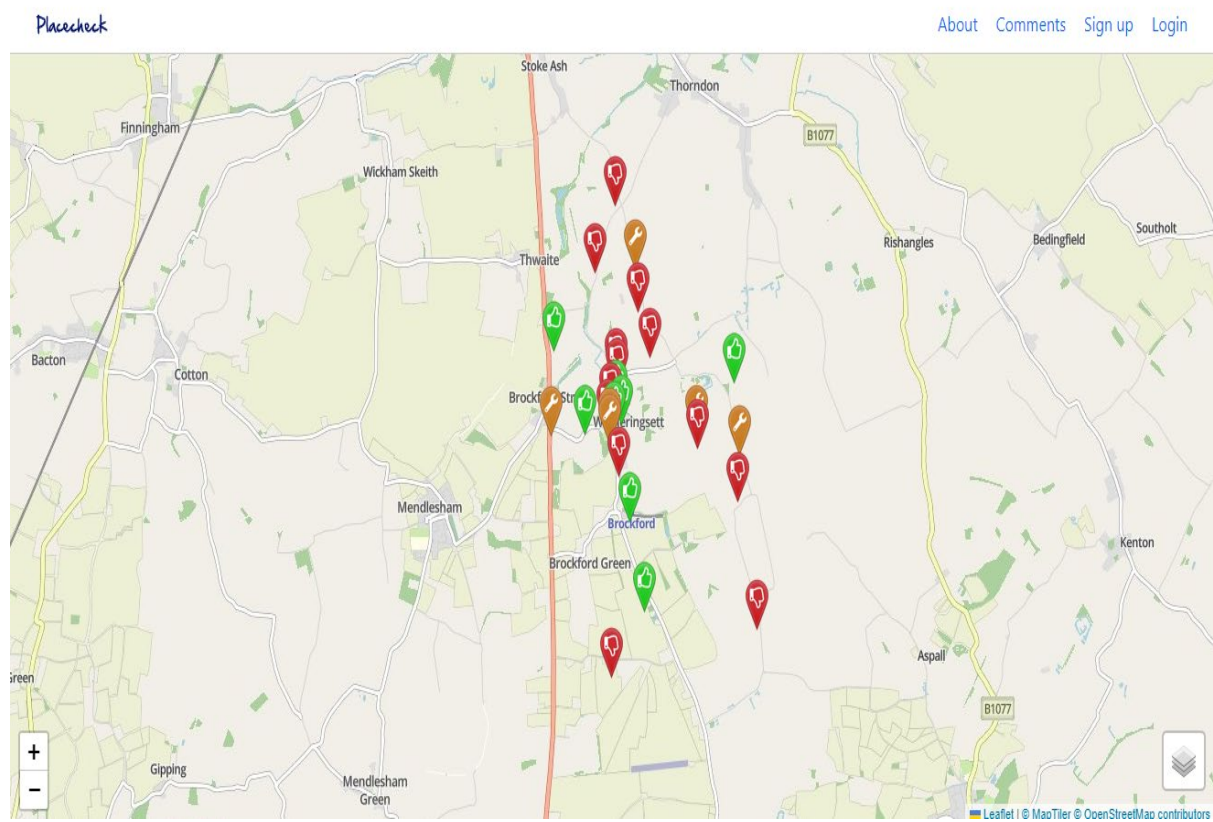 Placecheck
About Comments Sign up Login
Stoke Ash
Thorndon
Finningham
B1077
Wickham Skeith
Southolt
Rishangles
Bedingfield
Thwaite
Bacton
Cotton
Mendlesham
Brockford
Kenton
Brockford Green
Aspall
Green
B1077
+
−
Gipping
Mendlesham
Green
Leaflet | © MapTiler © OpenStreetMap contributors